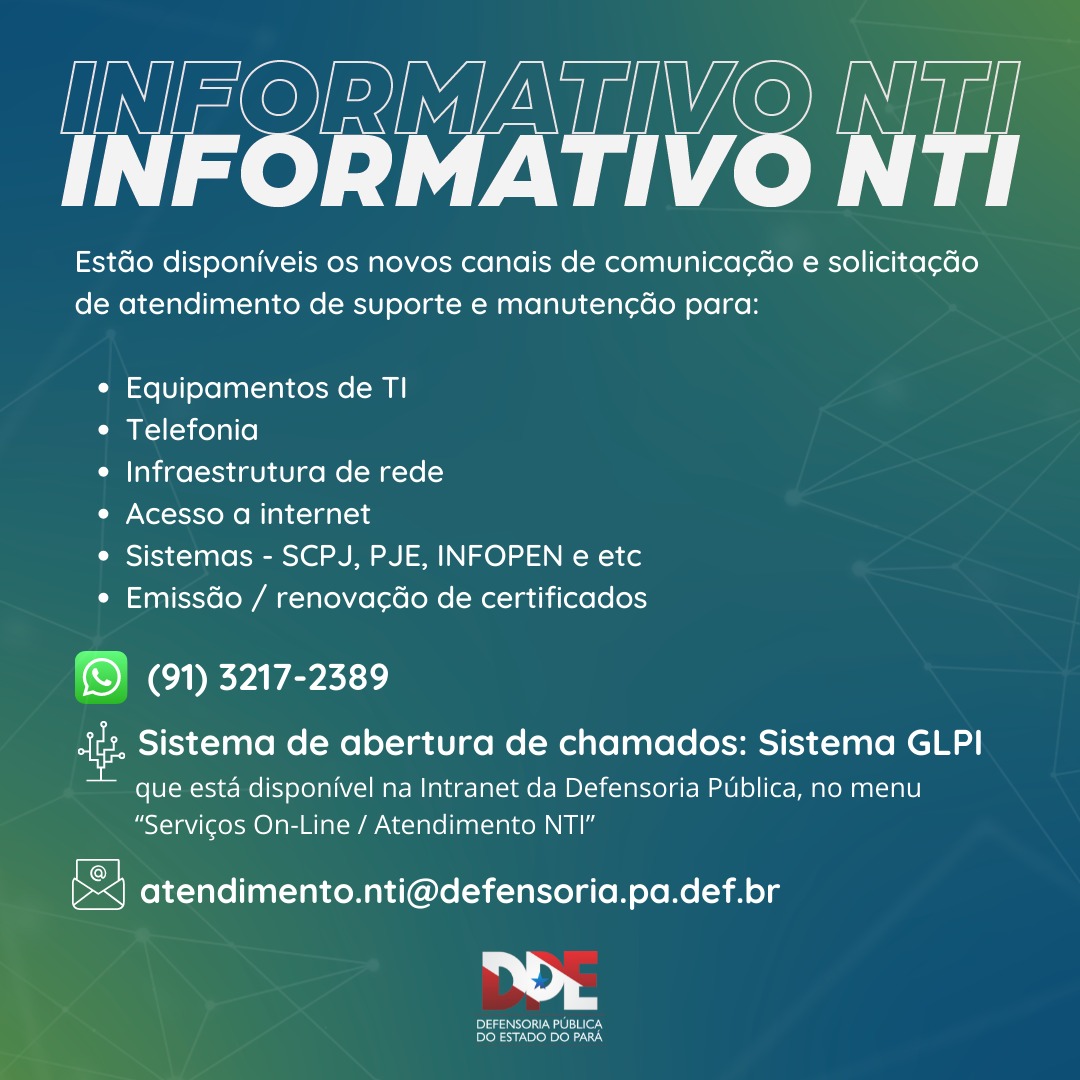 INFORMATIVO NTI
INFORMATIVO NTI
Estão disponíveis os novos canais de comunicação e solicitação
de atendimento de suporte e manutenção para:
• Equipamentos de TI
• Telefonia
• Infraestrutura de rede
• Acesso a internet
• Sistemas - SCPJ, PJE, INFOPEN e etc
• Emissão / renovação de certificados
(91) 3217-2389
Sistema de abertura de chamados: Sistema GLPI
que está disponível na Intranet da Defensoria Pública, no menu
“Serviços On-Line / Atendimento NTI”
@
atendimento.nti@defensoria.pa.def.br
DPE
DEFENSORIA PÚBLICA
DO ESTADO DO PARÁ